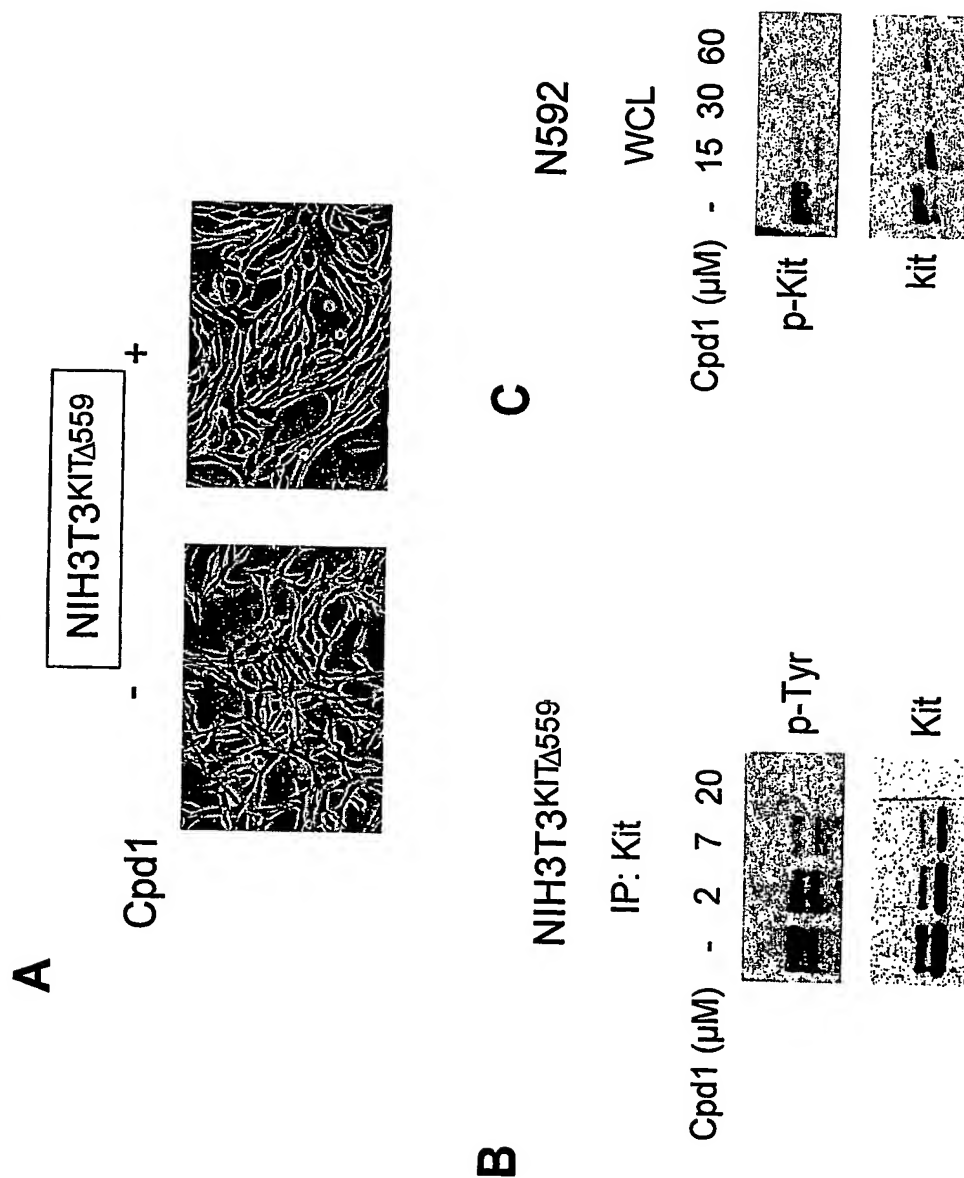 A
NIH3T3KITΔ559
Cpd1 - +
B
NIH3T3KITΔ559
IP: Kit
Cpd1 (µM) - 2 7 20
p-Tyr
Kit
C
N592
WCL
Cpd1 (µM) - 15 30 60
p-Kit
kit